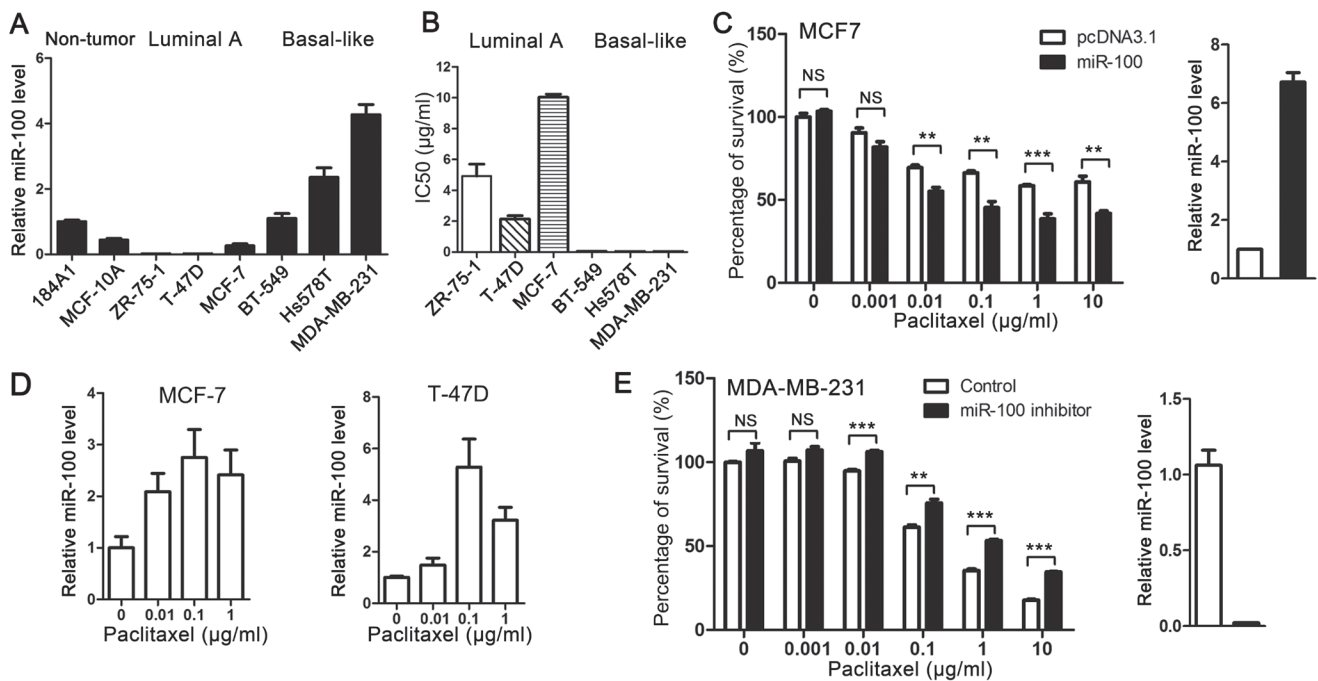 A
Non-tumor Luminal A Basal-like
Relative miR-100 level
6
4
2
0
184A1
MCF-10A
ZR-75-1
T-47D
MCF-7
BT-549
Hs578T
MDA-MB-231
B
Luminal A Basal-like
IC50 (µg/ml)
12
10
8
6
4
2
0
ZR-75-1
T-47D
MCF-7
BT-549
Hs578T
MDA-MB-231
C
MCF7
pcDNA3.1
miR-100
Percentage of survival (%)
150
100
50
0
NS NS ** ** *** **
0 0.001 0.01 0.1 1 10
Paclitaxel (µg/ml)
Relative miR-100 level
8
6
4
2
0
D
MCF-7
Relative miR-100 level
4
3
2
1
0
0 0.01 0.1 1
Paclitaxel (µg/ml)
T-47D
Relative miR-100 level
8
6
4
2
0
0 0.01 0.1 1
Paclitaxel (µg/ml)
E
MDA-MB-231
Control
miR-100 inhibitor
Percentage of survival (%)
150
100
50
0
NS NS *** ** *** ***
0 0.001 0.01 0.1 1 10
Paclitaxel (µg/ml)
Relative miR-100 level
1.5
1.0
0.5
0.0